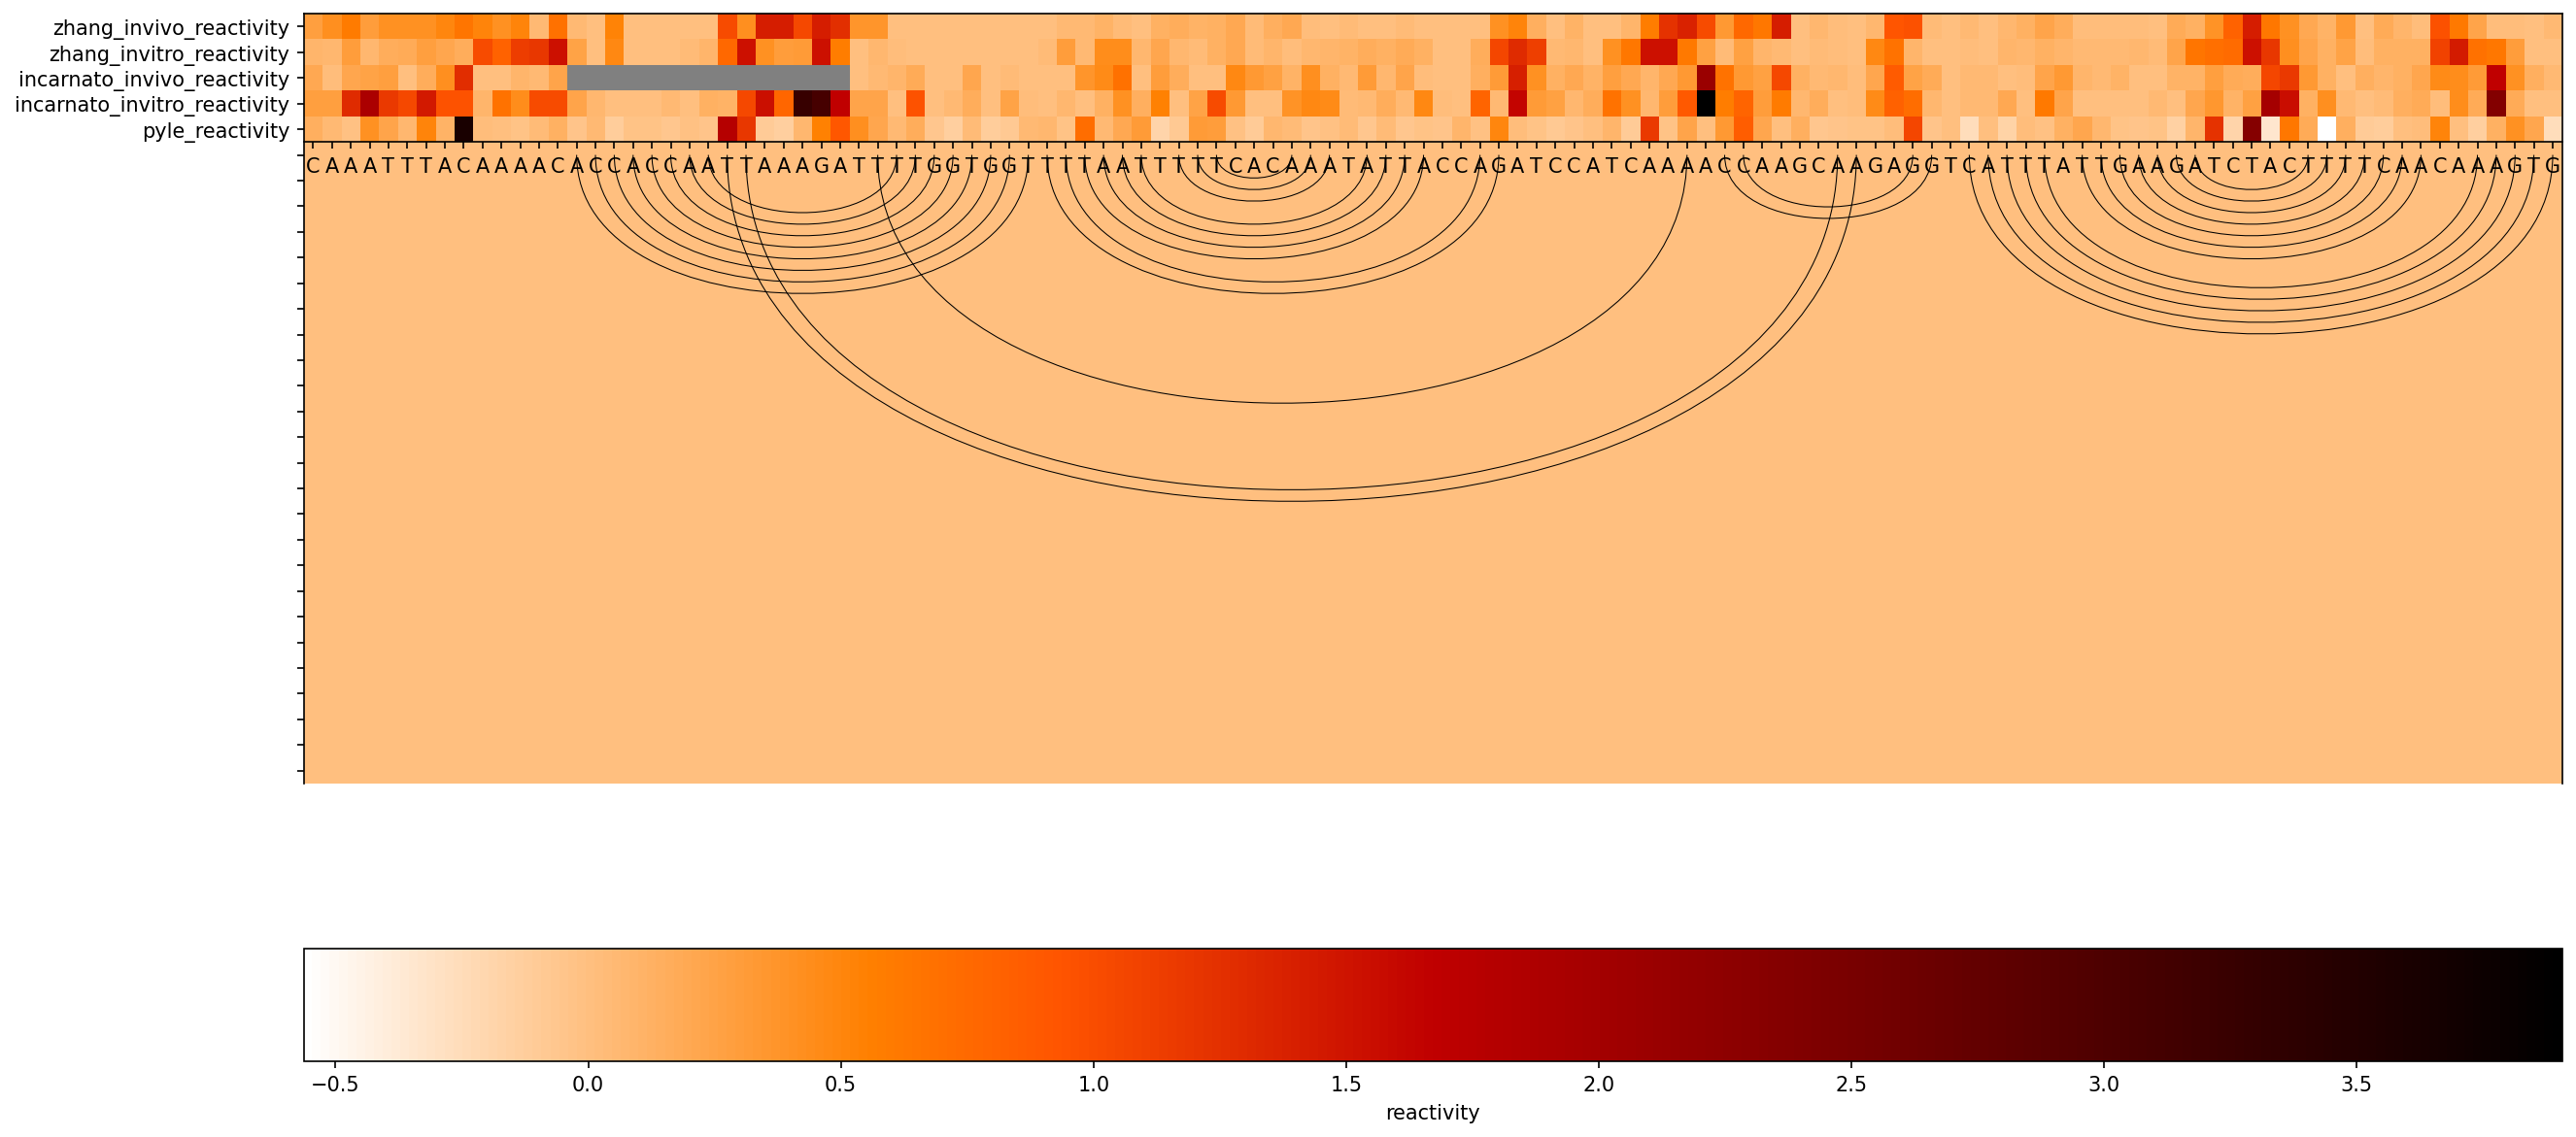 zhang_invivo_reactivity
zhang_invitro_reactivity
incarnato_invivo_reactivity
incarnato_invitro_reactivity
pyle_reactivity
C A A A T T T A C A A A A C A C C A C C A A T T A A A G A T T T T G G T G G T T T T A A T T T T T C A C A A A T A T T A C C A G A T C C A T C A A A A C C A A G C A A G A G G T C A T T T A T T G A A G A T C T A C T T T T C A A C A A A G T G
−0.5 0.0 0.5 1.0 1.5 2.0 2.5 3.0 3.5
reactivity